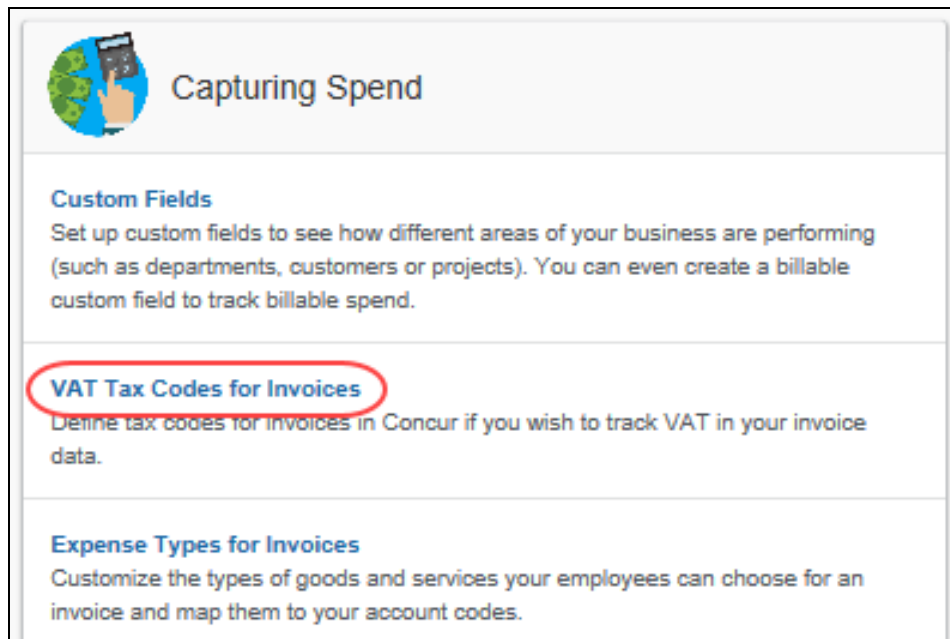 Capturing Spend
Custom Fields
Set up custom fields to see how different areas of your business are performing
(such as departments, customers or projects). You can even create a billable
custom field to track billable spend.
VAT Tax Codes for Invoices
Define tax codes for invoices in Concur if you wish to track VAT in your invoice
data.
Expense Types for Invoices
Customize the types of goods and services your employees can choose for an
invoice and map them to your account codes.